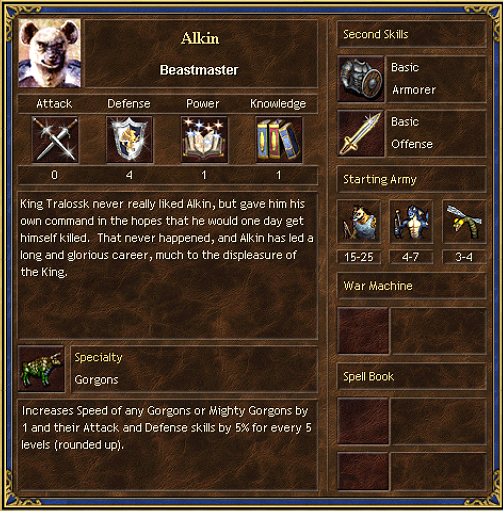 Alkin
Beastmaster
Attack Defense Power Knowledge
0 4 1 1
King Tralossk never really liked Alkin, but gave him his
own command in the hopes that he would one day get
himself killed. That never happened, and Alkin has led a
long and glorious career, much to the displeasure of
the King.
Specialty
Gorgons
Increases Speed of any Gorgons or Mighty Gorgons by
1 and their Attack and Defense skills by 5% for every 5
levels (rounded up).
Second Skills
Basic
Armorer
Basic
Offense
Starting Army
15-25 4-7 3-4
War Machine
Spell Book